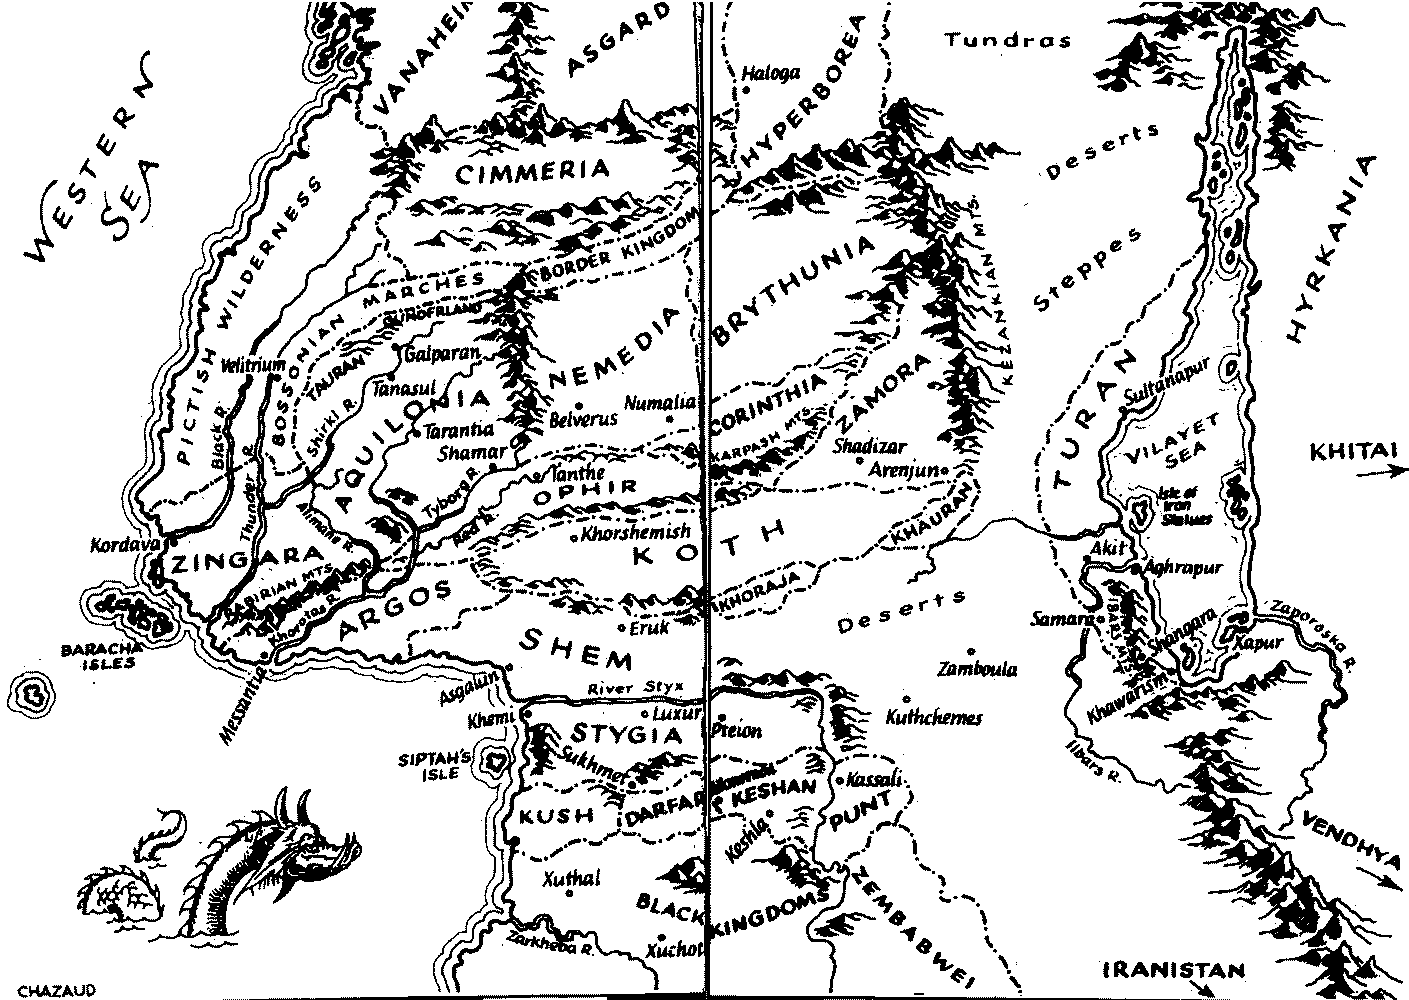 WESTERN
SEA
VANAHEIM
ASGARD
Haloga
HYPERBOREA
Tundras
Deserts
Steppes
HYRKANIA
CIMMERIA
PICTISH WILDERNESS
BORDER KINGDOM
BOSSONIAN MARCHES
GUNDERLAND
TAURAN
Velitrium
Galparan
Tanasul
AQUILONIA
Tarantia
Shamar
NEMEDIA
Belverus
Numalia
BRYTHUNIA
KEZANKIAN MTS.
CORINTHIA
KARPASH MTS.
ZAMORA
Shadizar
Arenjun
TURAN
Sultanapur
VILAYET
SEA
KHITAI
Isle of
Iron
Statues
Black R.
Thunder R.
Shirki R.
Alimane R.
Tybor R.
Red R.
Tanthe
OPHIR
Khorshemish
KOTH
KHAURAN
KHORAJA
Kordava
ZINGARA
RABIRIAN MTS.
Khorotas R.
ARGOS
Messantia
BARACHA
ISLES
SHEM
Eruk
Deserts
Akit
Aghrapur
Samara
ILBARS MTS.
Shangara
Khawarism
Kapur
Zaporoska R.
Ilbars R.
Zamboula
Kuthchemes
Asgalun
River Styx
Khemi
Luxur
Pteion
STYGIA
Sukhmet
SIPTAH'S
ISLE
KUSH
DARFAR
KESHAN
Keshla
Kassali
PUNT
Xuthal
BLACK KINGDOMS
Xuchotl
Zarkheba R.
NEMBABWEI
VENDHYA
IRANISTAN
CHAZAUD